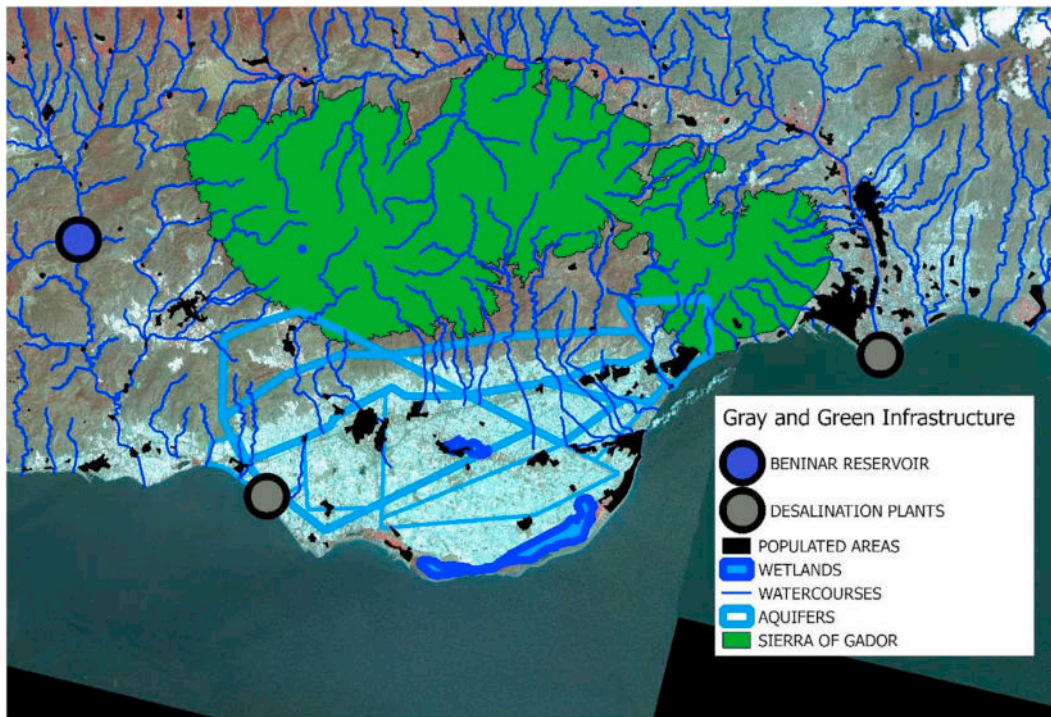 Gray and Green Infrastructure
BENINAR RESERVOIR
DESALINATION PLANTS
POPULATED AREAS
WETLANDS
WATERCOURSES
AQUIFERS
SIERRA OF GADOR